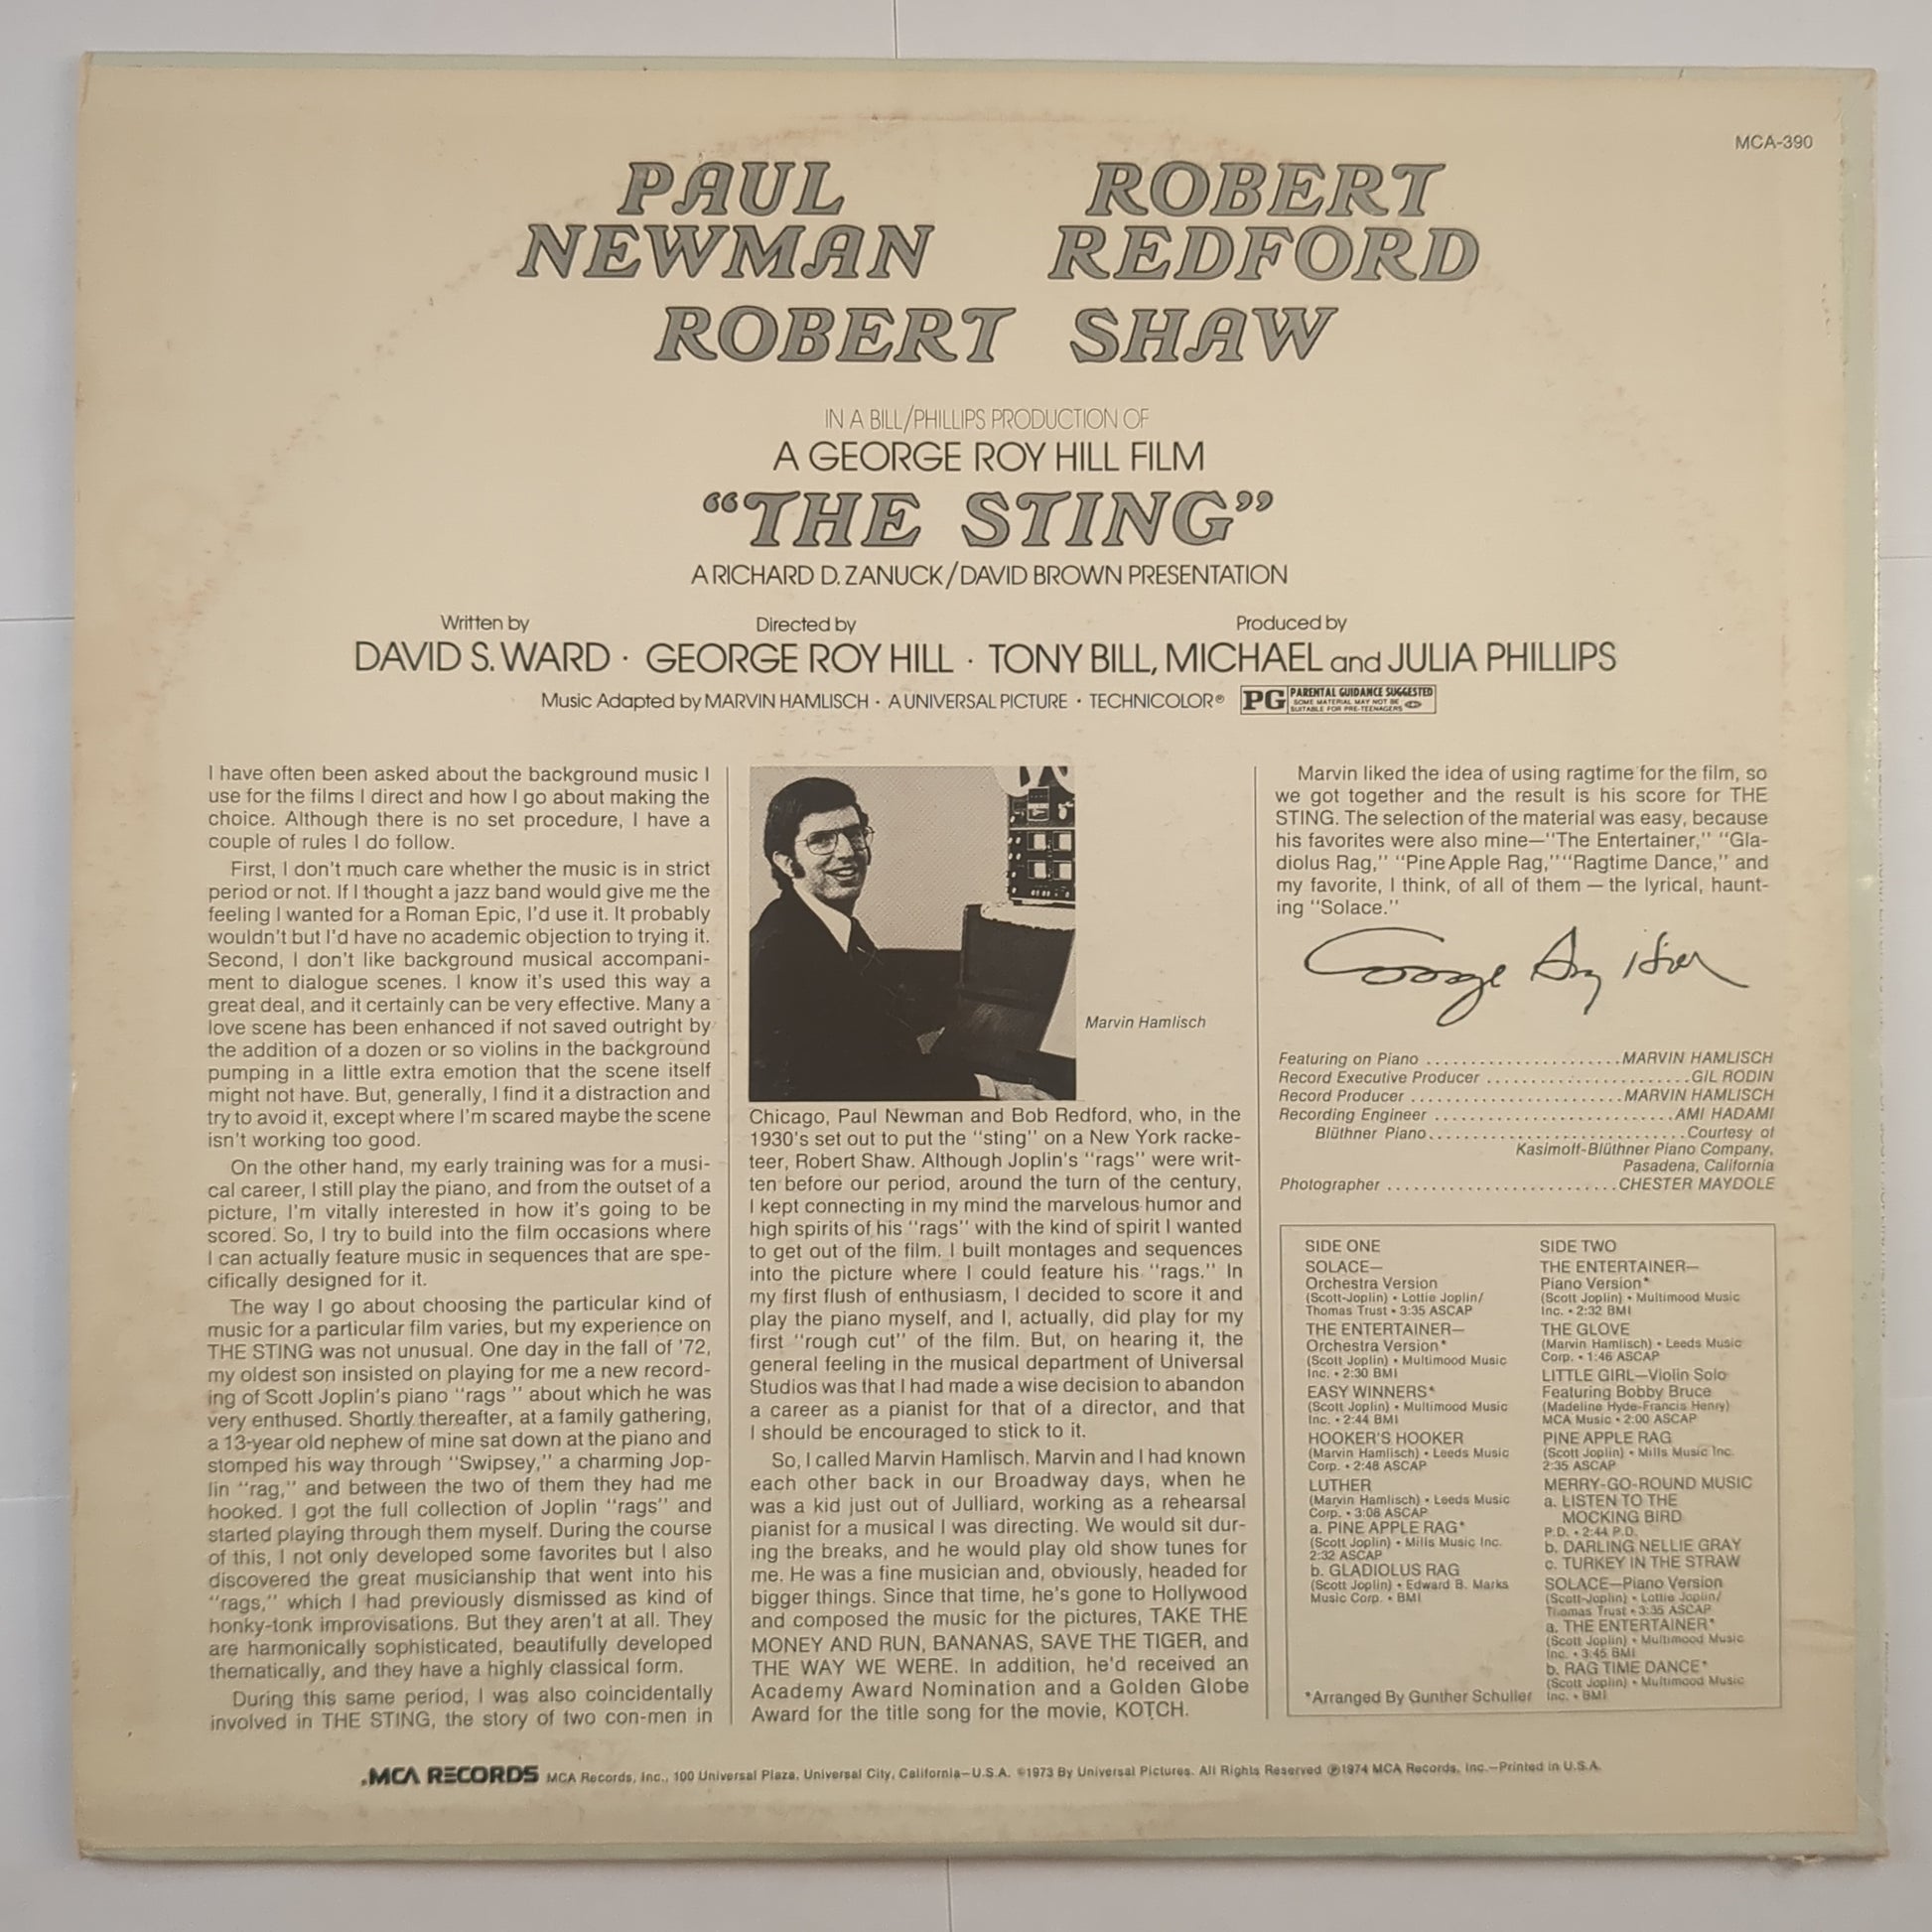 MCA-390
PAUL NEWMAN
ROBERT REDFORD
ROBERT SHAW
IN A BILL/PHILLIPS PRODUCTION OF
A GEORGE ROY HILL FILM
“THE STING”
A RICHARD D. ZANUCK/DAVID BROWN PRESENTATION
Written by
DAVID S. WARD ·
Directed by
GEORGE ROY HILL ·
Produced by
TONY BILL, MICHAEL and JULIA PHILLIPS
Music Adapted by MARVIN HAMLISCH · A UNIVERSAL PICTURE · TECHNICOLOR®
PG PARENTAL GUIDANCE SUGGESTED
SOME MATERIAL MAY NOT BE
SUITABLE FOR PRE-TEENAGERS
I have often been asked about the background music I
use for the films I direct and how I go about making the
choice. Although there is no set procedure, I have a
couple of rules I do follow.
First, I don't much care whether the music is in strict
period or not. If I thought a jazz band would give me the
feeling I wanted for a Roman Epic, I'd use it. It probably
wouldn't but I'd have no academic objection to trying it.
Second, I don't like background musical accompani-
ment to dialogue scenes. I know it's used this way a
great deal, and it certainly can be very effective. Many a
love scene has been enhanced if not saved outright by
the addition of a dozen or so violins in the background
pumping in a little extra emotion that the scene itself
might not have. But, generally, I find it a distraction and
try to avoid it, except where I'm scared maybe the scene
isn't working too good.
On the other hand, my early training was for a musi-
cal career, I still play the piano, and from the outset of a
picture, I'm vitally interested in how it's going to be
scored. So, I try to build into the film occasions where
I can actually feature music in sequences that are spe-
cifically designed for it.
The way I go about choosing the particular kind of
music for a particular film varies, but my experience on
THE STING was not unusual. One day in the fall of '72,
my oldest son insisted on playing for me a new record-
ing of Scott Joplin's piano "rags " about which he was
very enthused. Shortly thereafter, at a family gathering,
a 13-year old nephew of mine sat down at the piano and
stomped his way through "Swipsey," a charming Jop-
lin "rag," and between the two of them they had me
hooked. I got the full collection of Joplin "rags" and
started playing through them myself. During the course
of this, I not only developed some favorites but I also
discovered the great musicianship that went into his
"rags," which I had previously dismissed as kind of
honky-tonk improvisations. But they aren't at all. They
are harmonically sophisticated, beautifully developed
thematically, and they have a highly classical form.
During this same period, I was also coincidentally
involved in THE STING, the story of two con-men in
Marvin Hamlisch
Chicago, Paul Newman and Bob Redford, who, in the
1930's set out to put the "sting" on a New York racke-
teer, Robert Shaw. Although Joplin's "rags" were writ-
ten before our period, around the turn of the century,
I kept connecting in my mind the marvelous humor and
high spirits of his "rags" with the kind of spirit I wanted
to get out of the film. I built montages and sequences
into the picture where I could feature his "rags." In
my first flush of enthusiasm, I decided to score it and
play the piano myself, and I, actually, did play for my
first "rough cut" of the film. But, on hearing it, the
general feeling in the musical department of Universal
Studios was that I had made a wise decision to abandon
a career as a pianist for that of a director, and that
I should be encouraged to stick to it.
So, I called Marvin Hamlisch. Marvin and I had known
each other back in our Broadway days, when he
was a kid just out of Julliard, working as a rehearsal
pianist for a musical I was directing. We would sit dur-
ing the breaks, and he would play old show tunes for
me. He was a fine musician and, obviously, headed for
bigger things. Since that time, he's gone to Hollywood
and composed the music for the pictures, TAKE THE
MONEY AND RUN, BANANAS, SAVE THE TIGER, and
THE WAY WE WERE. In addition, he'd received an
Academy Award Nomination and a Golden Globe
Award for the title song for the movie, KOTCH.
Marvin liked the idea of using ragtime for the film, so
we got together and the result is his score for THE
STING. The selection of the material was easy, because
his favorites were also mine—"The Entertainer," "Gla-
diolus Rag," "Pine Apple Rag," "Ragtime Dance," and
my favorite, I think, of all of them — the lyrical, haunt-
ing "Solace."
George Roy Hill
Featuring on Piano ......................MARVIN HAMLISCH
Record Executive Producer ......................GIL RODIN
Record Producer ........................MARVIN HAMLISCH
Recording Engineer ...........................AMI HADAMI
Blüthner Piano.............................Courtesy of
Kasimoff-Blüthner Piano Company,
Pasadena, California
Photographer ..........................CHESTER MAYDOLE
SIDE ONE
SOLACE—
Orchestra Version
(Scott-Joplin) • Lottie Joplin/
Thomas Trust • 3:35 ASCAP
THE ENTERTAINER—
Orchestra Version*
(Scott Joplin) • Multimood Music
Inc. • 2:30 BMI
EASY WINNERS*
(Scott Joplin) • Multimood Music
Inc. • 2:44 BMI
HOOKER'S HOOKER
(Marvin Hamlisch) • Leeds Music
Corp. • 2:48 ASCAP
LUTHER
(Marvin Hamlisch) • Leeds Music
Corp. • 3:08 ASCAP
a. PINE APPLE RAG*
(Scott Joplin) • Mills Music Inc.
2:32 ASCAP
b. GLADIOLUS RAG
(Scott Joplin) • Edward B. Marks
Music Corp. • BMI
*Arranged By Gunther Schuller
SIDE TWO
THE ENTERTAINER—
Piano Version*
(Scott Joplin) • Multimood Music
Inc. • 2:32 BMI
THE GLOVE
(Marvin Hamlisch) • Leeds Music
Corp. • 1:46 ASCAP
LITTLE GIRL—Violin Solo
Featuring Bobby Bruce
(Madeline Hyde-Francis Henry)
MCA Music • 2:00 ASCAP
PINE APPLE RAG
(Scott Joplin) • Mills Music Inc.
2:35 ASCAP
MERRY-GO-ROUND MUSIC
a. LISTEN TO THE
MOCKING BIRD
P.D. • 2:44 P.D.
b. DARLING NELLIE GRAY
c. TURKEY IN THE STRAW
SOLACE—Piano Version
(Scott-Joplin) • Lottie Joplin/
Thomas Trust • 3:35 ASCAP
a. THE ENTERTAINER*
(Scott Joplin) • Multimood Music
Inc. • 3:45 BMI
b. RAG TIME DANCE*
(Scott Joplin) • Multimood Music
Inc. • BMI
MCA RECORDS MCA Records, Inc., 100 Universal Plaza, Universal City, California—U.S.A. ©1973 By Universal Pictures. All Rights Reserved ℗1974 MCA Records, Inc.—Printed in U.S.A.